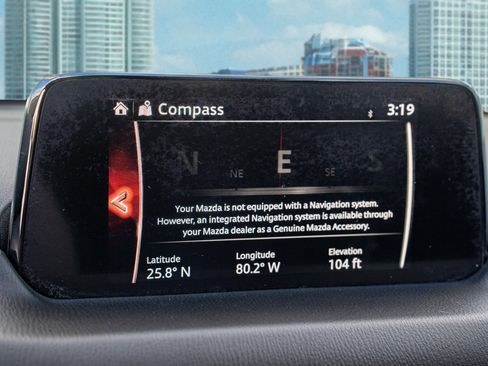 Compass
3:19
N NE E SE S
Your Mazda is not equipped with a Navigation system.
However, an integrated Navigation system is available through
your Mazda dealer as a Genuine Mazda Accessory.
Latitude Longitude Elevation
25.8° N 80.2° W 104 ft